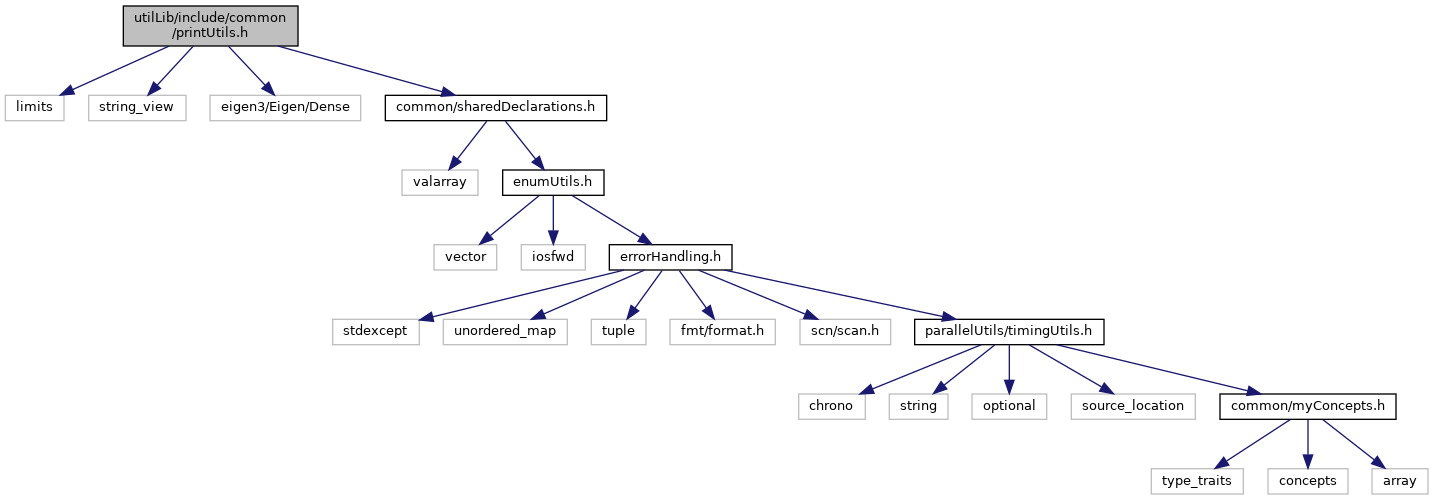 utilLib/include/common
/printUtils.h
limits
string_view
eigen3/Eigen/Dense
common/sharedDeclarations.h
valarray
enumUtils.h
vector
iosfwd
errorHandling.h
stdexcept
unordered_map
tuple
fmt/format.h
scn/scan.h
parallelUtils/timingUtils.h
chrono
string
optional
source_location
common/myConcepts.h
type_traits
concepts
array